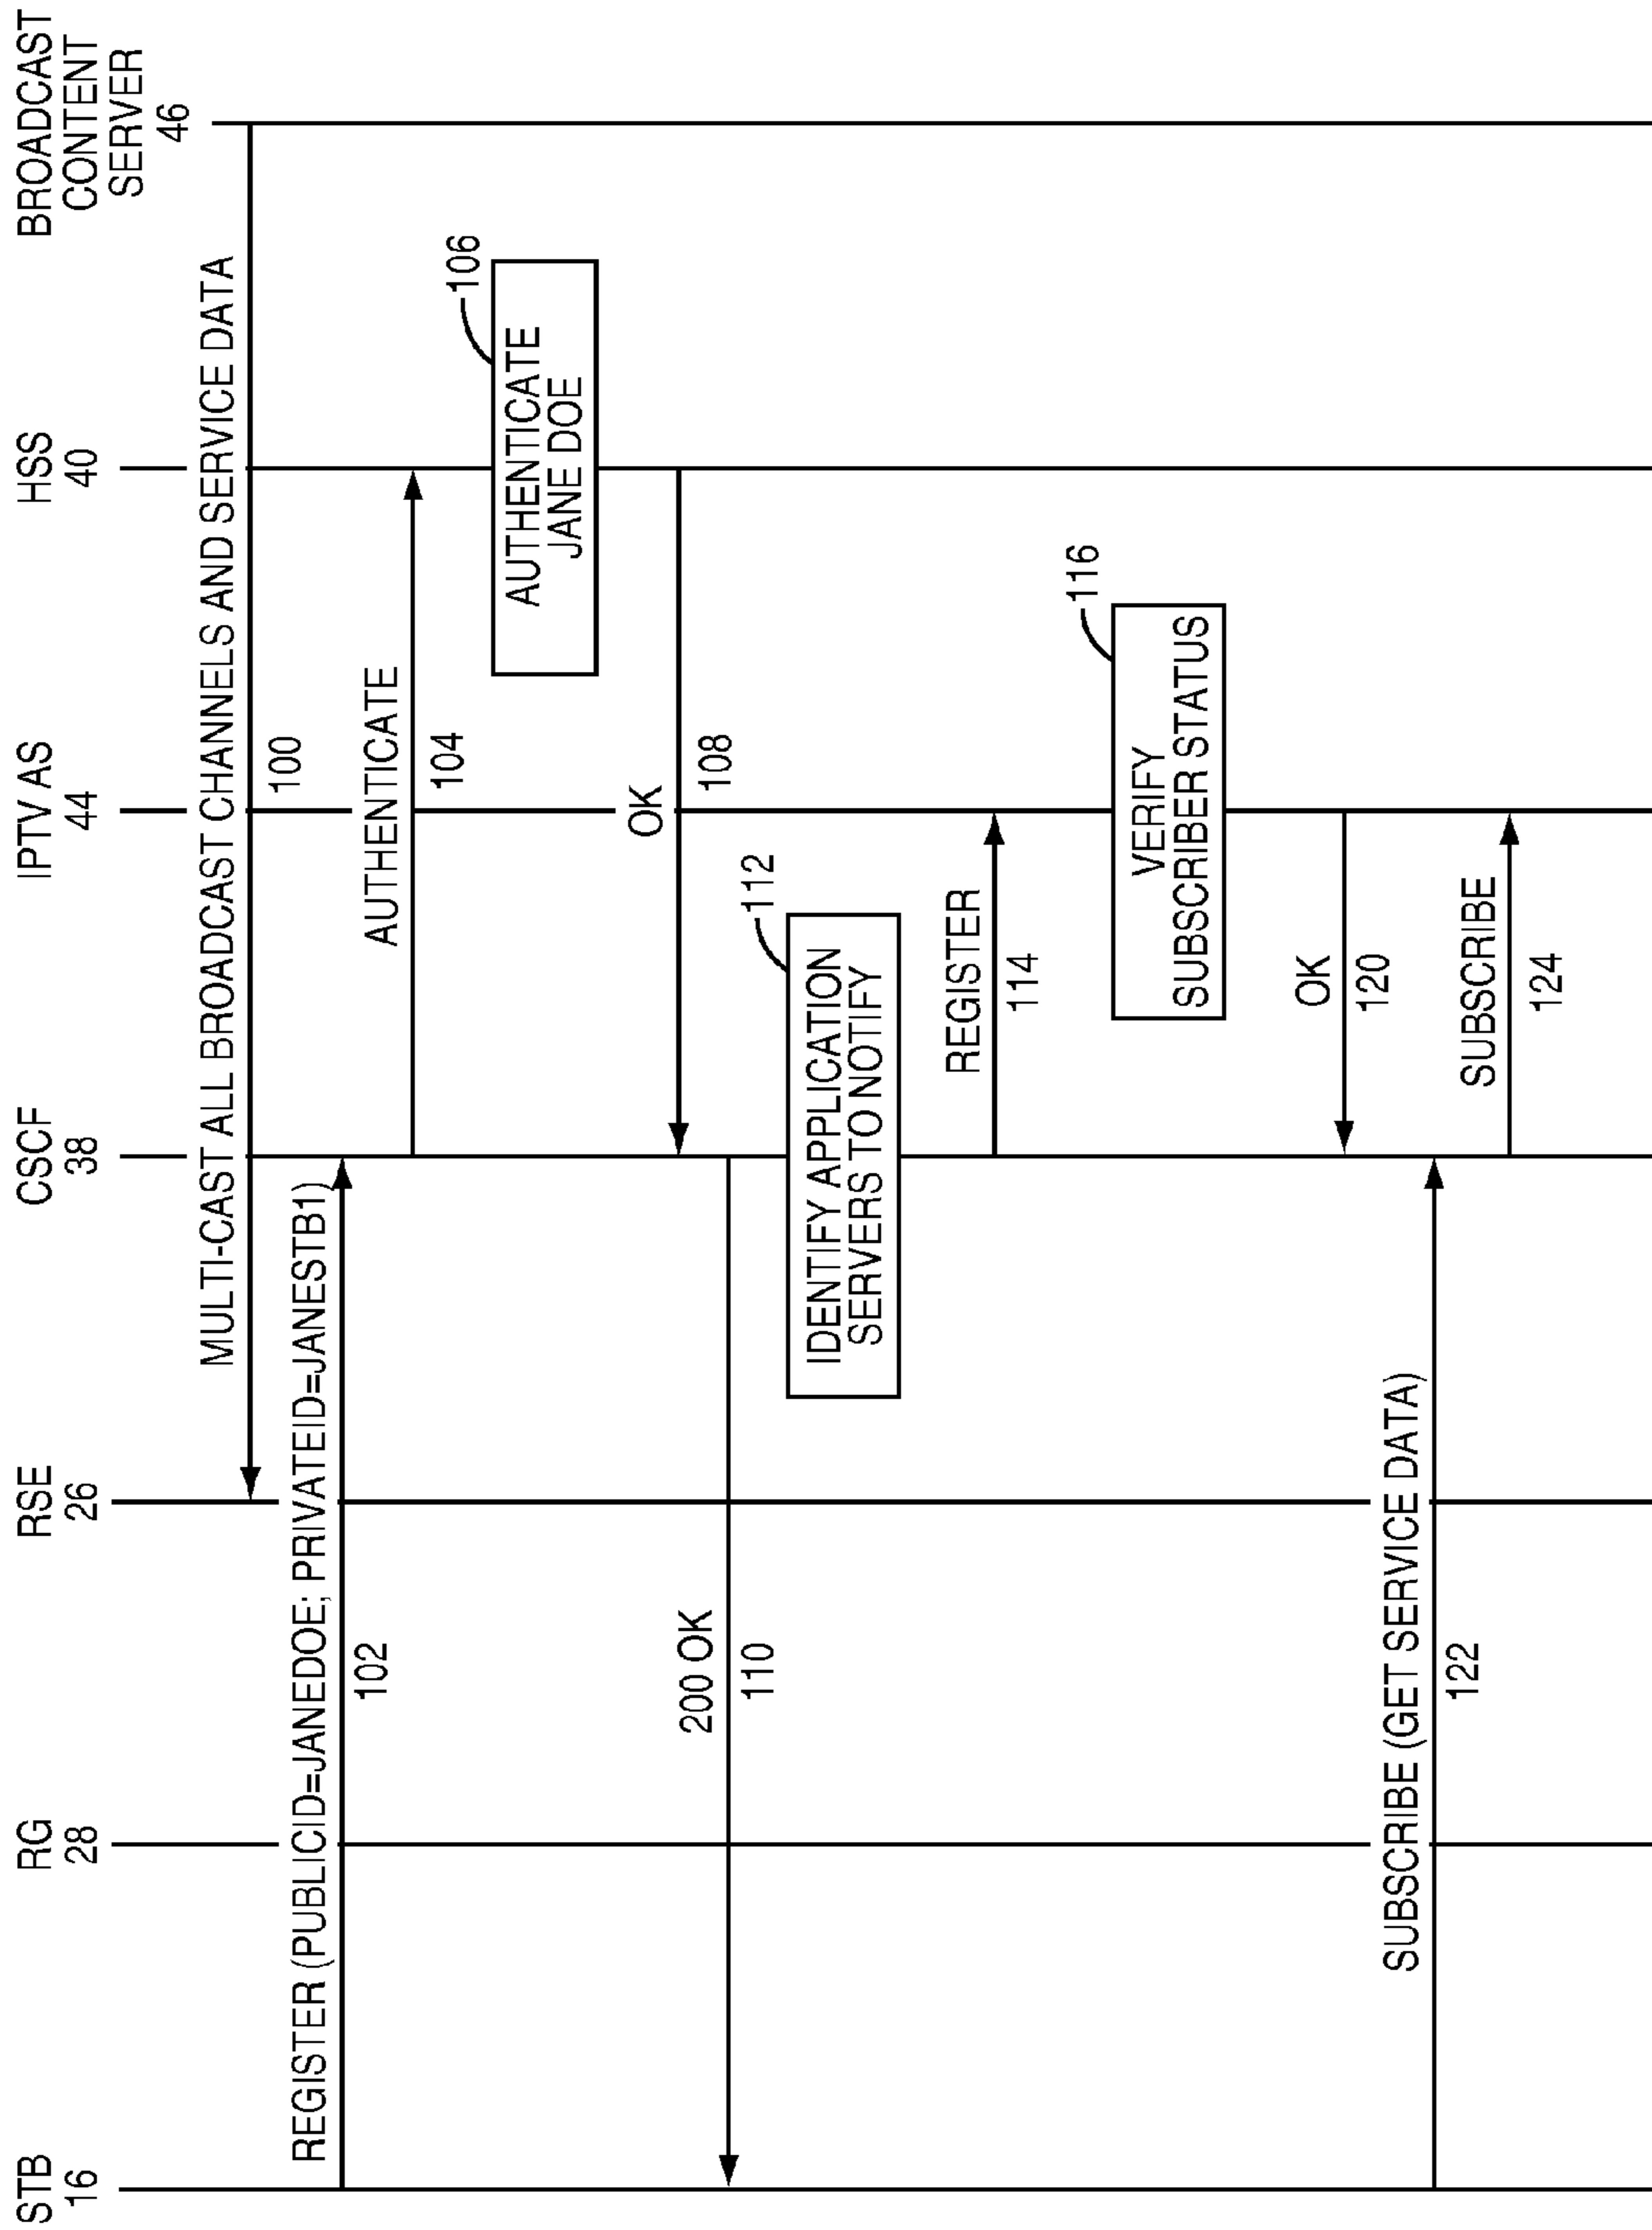 STB
16
RG
28
RSE
26
CSCF
38
IPTV AS
44
HSS
40
BROADCAST
CONTENT
SERVER
46
MULTI-CAST ALL BROADCAST CHANNELS AND SERVICE DATA
100
REGISTER (PUBLICID=JANEDOE; PRIVATEID=JANESTB1)
102
AUTHENTICATE
104
106
AUTHENTICATE
JANE DOE
OK
108
200 OK
110
112
IDENTIFY APPLICATION
SERVERS TO NOTIFY
REGISTER
114
116
VERIFY
SUBSCRIBER STATUS
OK
120
SUBSCRIBE (GET SERVICE DATA)
122
SUBSCRIBE
124